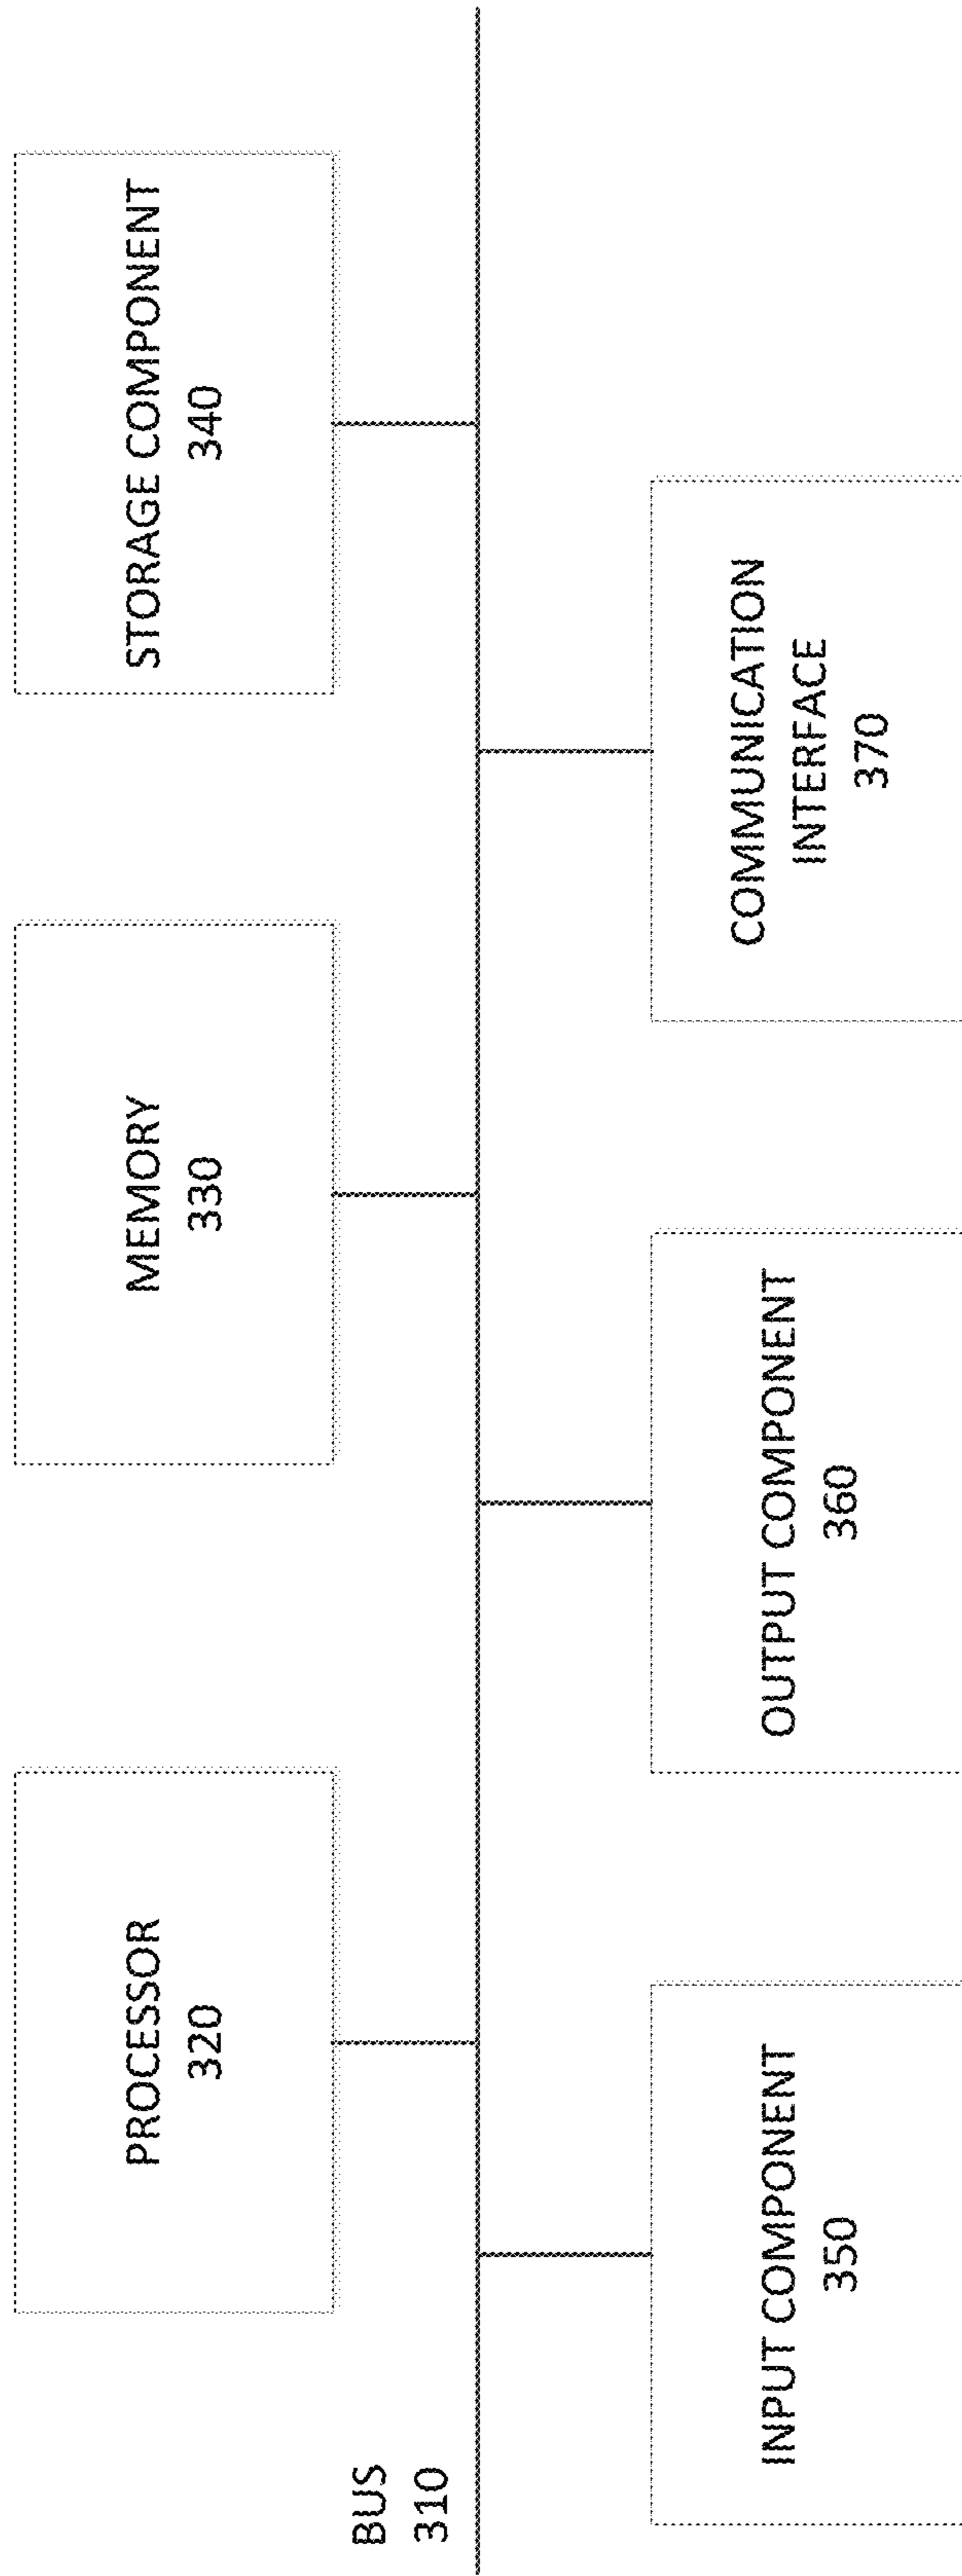 PROCESSOR
320
MEMORY
330
STORAGE COMPONENT
340
BUS
310
INPUT COMPONENT
350
OUTPUT COMPONENT
360
COMMUNICATION
INTERFACE
370